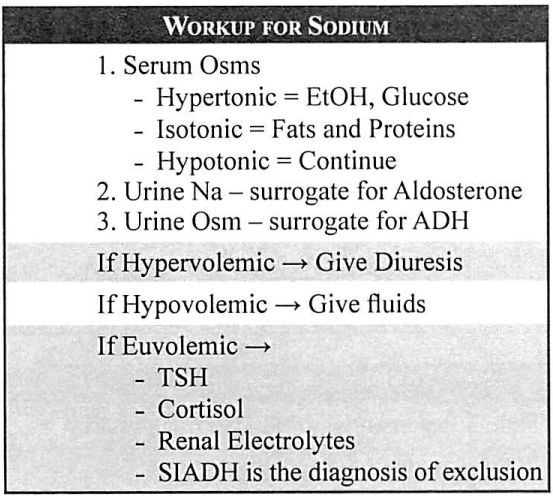 WORKUP FOR SODIUM
1. Serum Osms
- Hypertonic = EtOH, Glucose
- Isotonic = Fats and Proteins
- Hypotonic = Continue
2. Urine Na – surrogate for Aldosterone
3. Urine Osm – surrogate for ADH
If Hypervolemic → Give Diuresis
If Hypovolemic → Give fluids
If Euvolemic →
- TSH
- Cortisol
- Renal Electrolytes
- SIADH is the diagnosis of exclusion